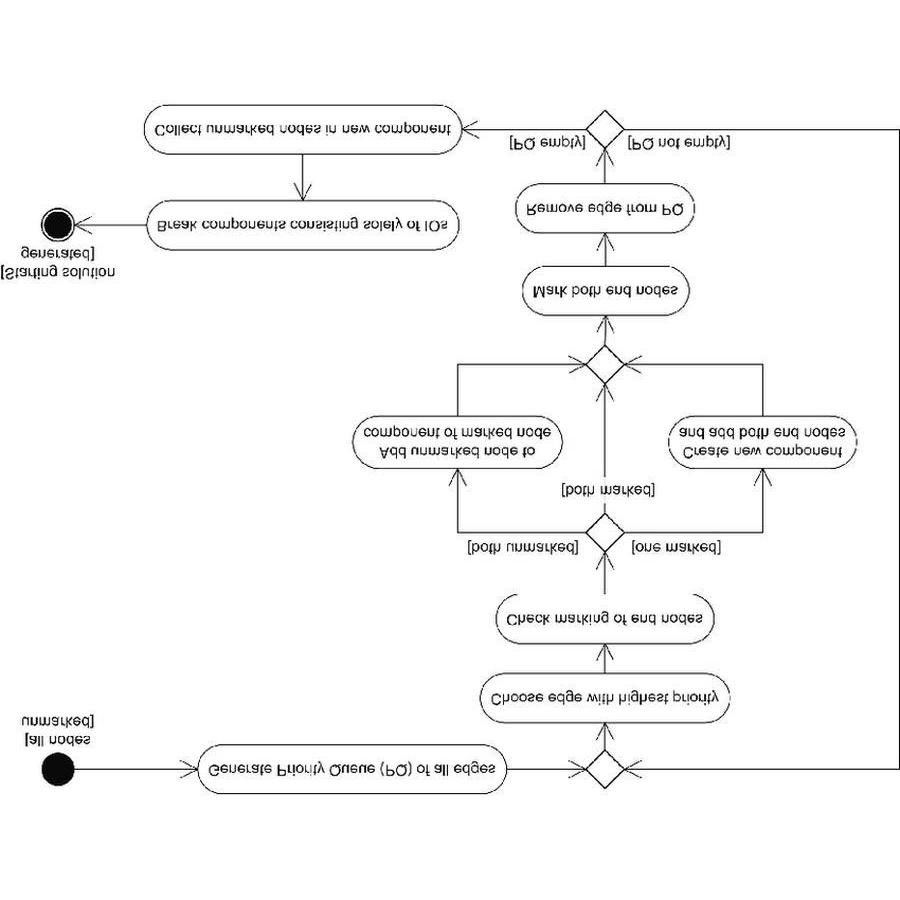 [all nodes
unmarked]
Generate Priority Queue (PQ) of all edges
Choose edge with highest priority
Check marking of end nodes
[both unmarked]
[one marked]
[both marked]
Add unmarked node to
component of marked node
Create new component
and add both end nodes
Mark both end nodes
Remove edge from PQ
[PQ empty]
[PQ not empty]
Collect unmarked nodes in new component
Break components consisting solely of IOs
[Starting solution
generated]